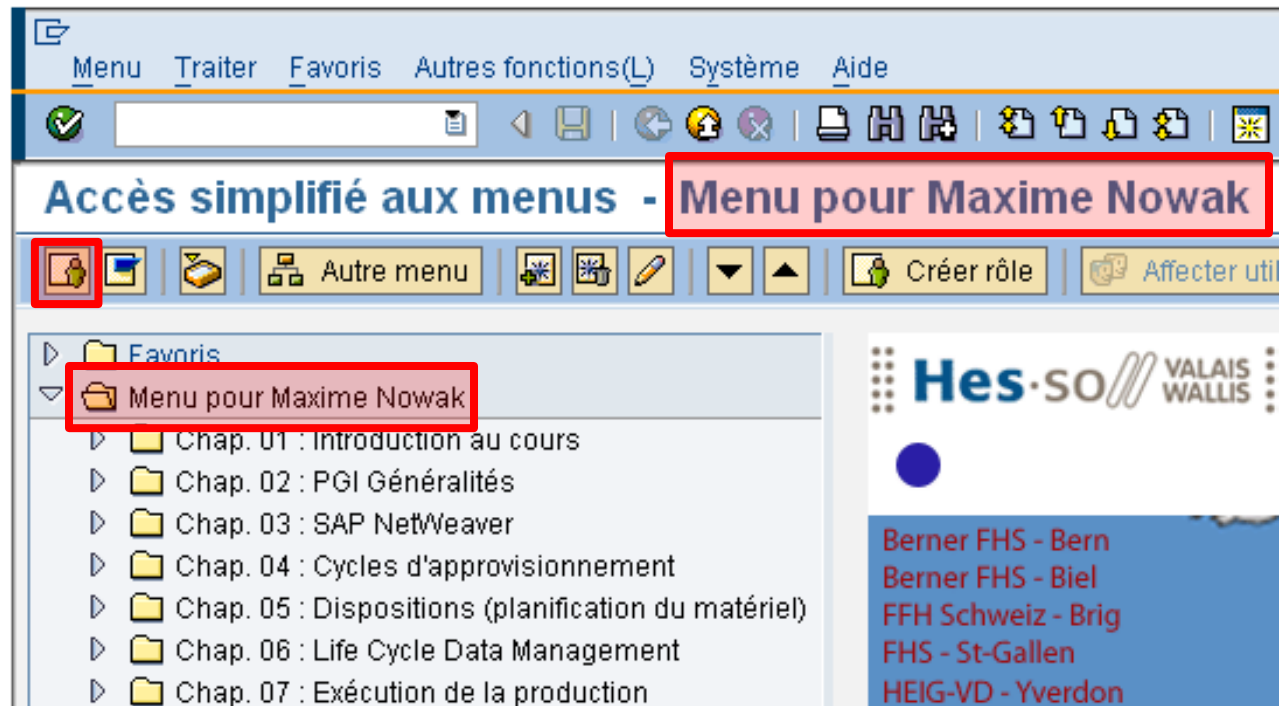 Menu Traiter Favoris Autres fonctions(L) Système Aide
Accès simplifié aux menus - Menu pour Maxime Nowak
Autre menu Créer rôle Affecter util
Favoris
Menu pour Maxime Nowak
Chap. 01 : Introduction au cours
Chap. 02 : PGI Généralités
Chap. 03 : SAP NetWeaver
Chap. 04 : Cycles d'approvisionnement
Chap. 05 : Dispositions (planification du matériel)
Chap. 06 : Life Cycle Data Management
Chap. 07 : Exécution de la production
Hes·so VALAIS
WALLIS
Berner FHS - Bern
Berner FHS - Biel
FFH Schweiz - Brig
FHS - St-Gallen
HEIG-VD - Yverdon